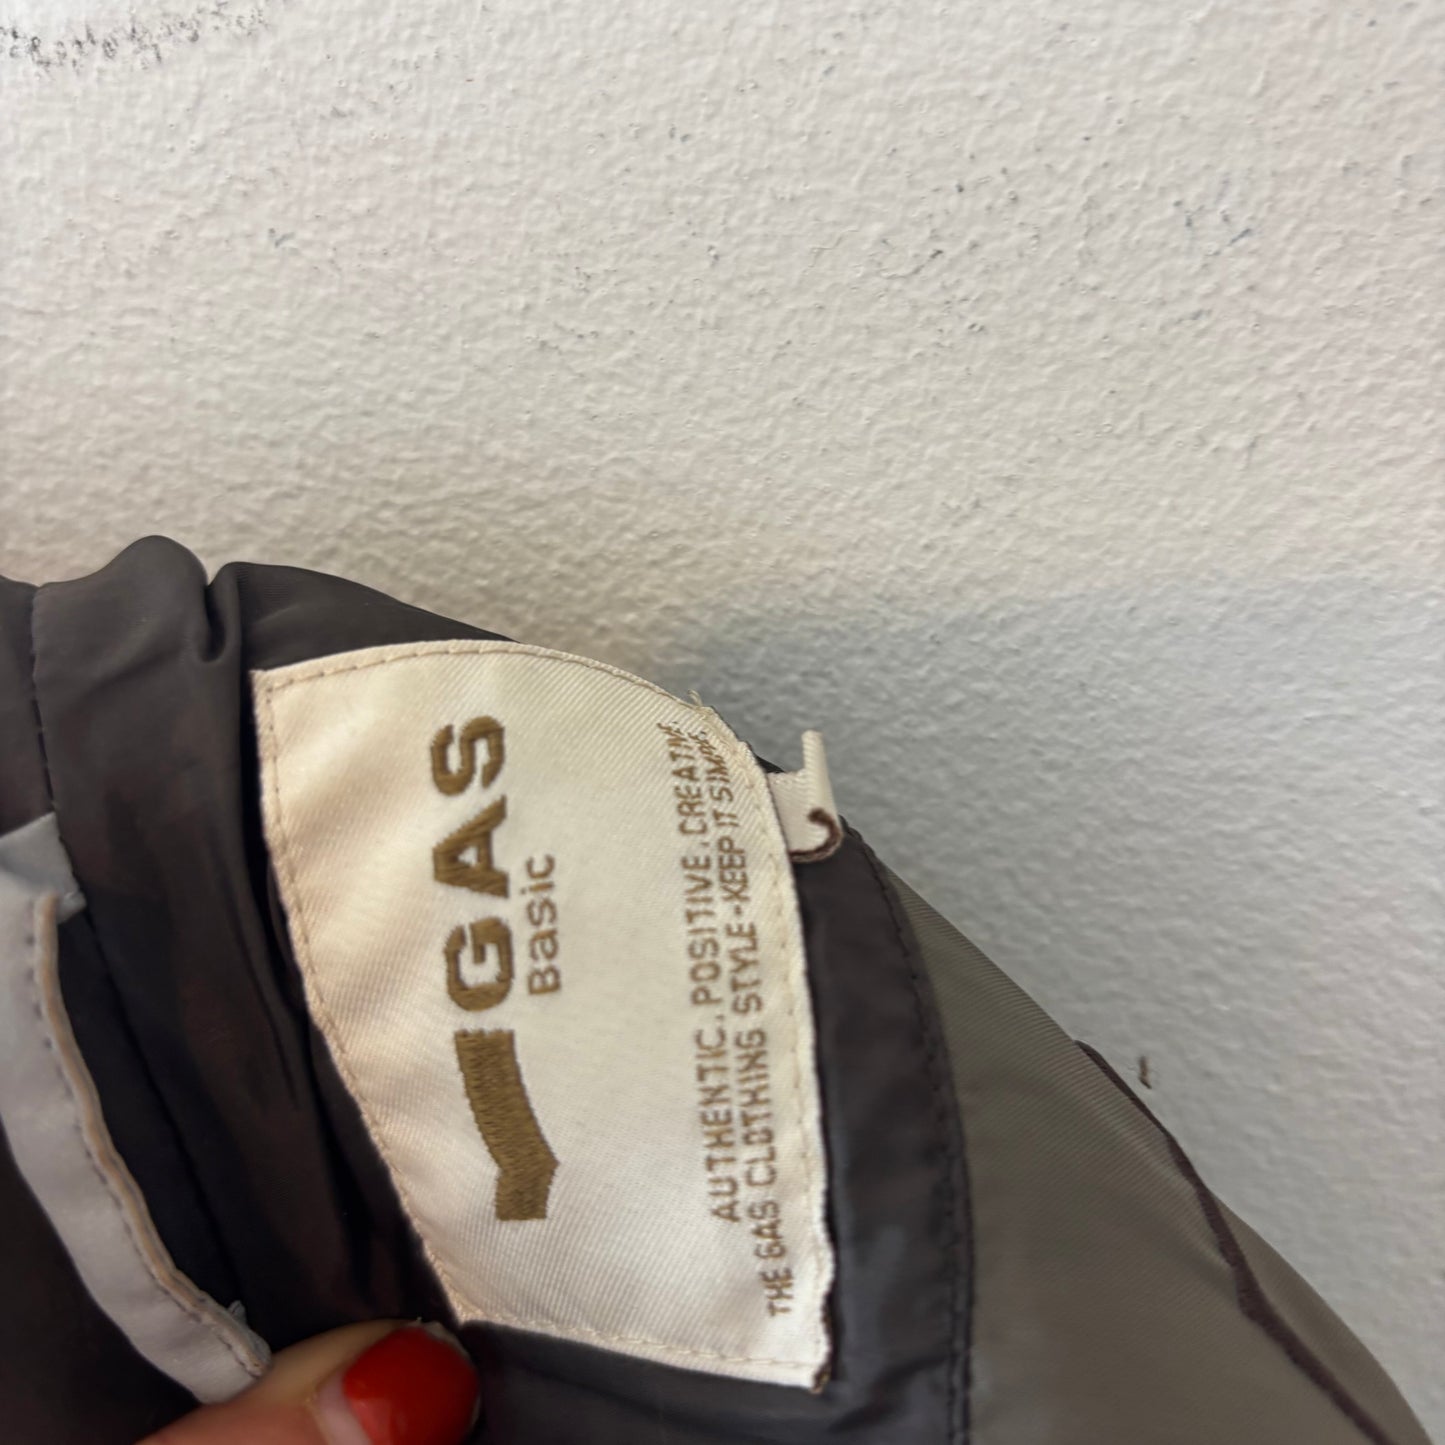 GAS
Basic
AUTHENTIC. POSITIVE. CREATIVE.
THE GAS CLOTHING STYLE - KEEP IT SIMPLE.